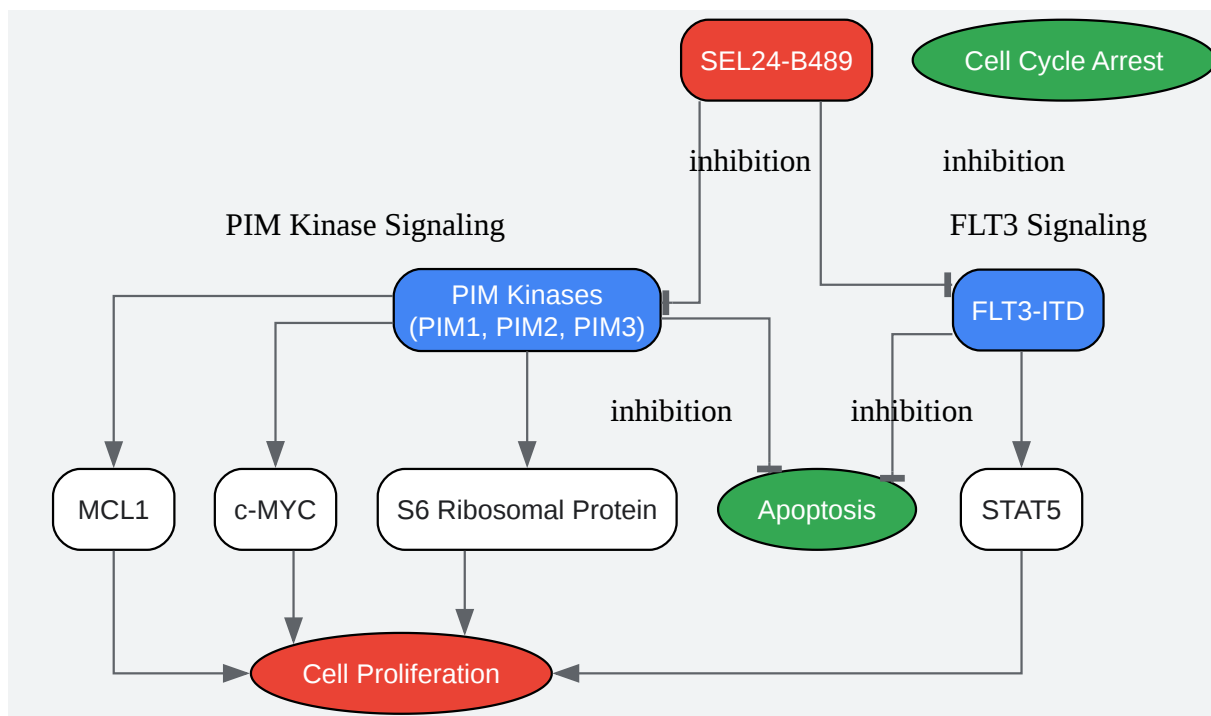 SEL24-B489
Cell Cycle Arrest
inhibition
inhibition
PIM Kinase Signaling
FLT3 Signaling
PIM Kinases
(PIM1, PIM2, PIM3)
FLT3-ITD
inhibition
inhibition
MCL1
c-MYC
S6 Ribosomal Protein
Apoptosis
STAT5
Cell Proliferation